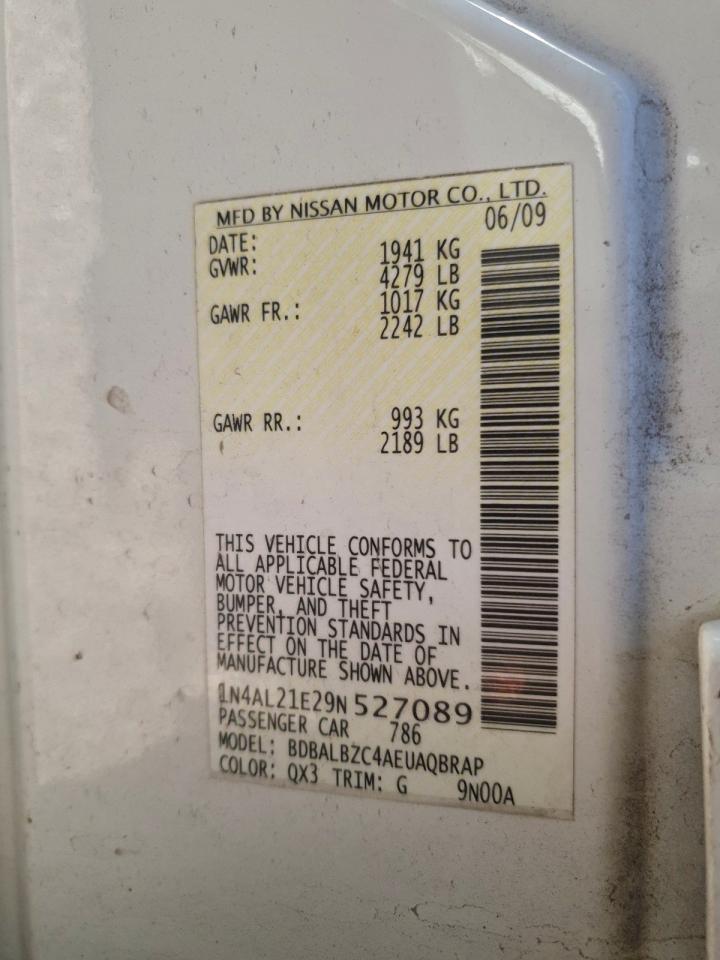 MFD BY NISSAN MOTOR CO., LTD.
DATE: 06/09
GVWR: 1941 KG
4279 LB
GAWR FR.: 1017 KG
2242 LB
GAWR RR.: 993 KG
2189 LB
THIS VEHICLE CONFORMS TO
ALL APPLICABLE FEDERAL
MOTOR VEHICLE SAFETY,
BUMPER, AND THEFT
PREVENTION STANDARDS IN
EFFECT ON THE DATE OF
MANUFACTURE SHOWN ABOVE.
1N4AL21E29N527089
PASSENGER CAR 786
MODEL: BDBALBZC4AEUAQBRAP
COLOR: QX3 TRIM: G 9N00A